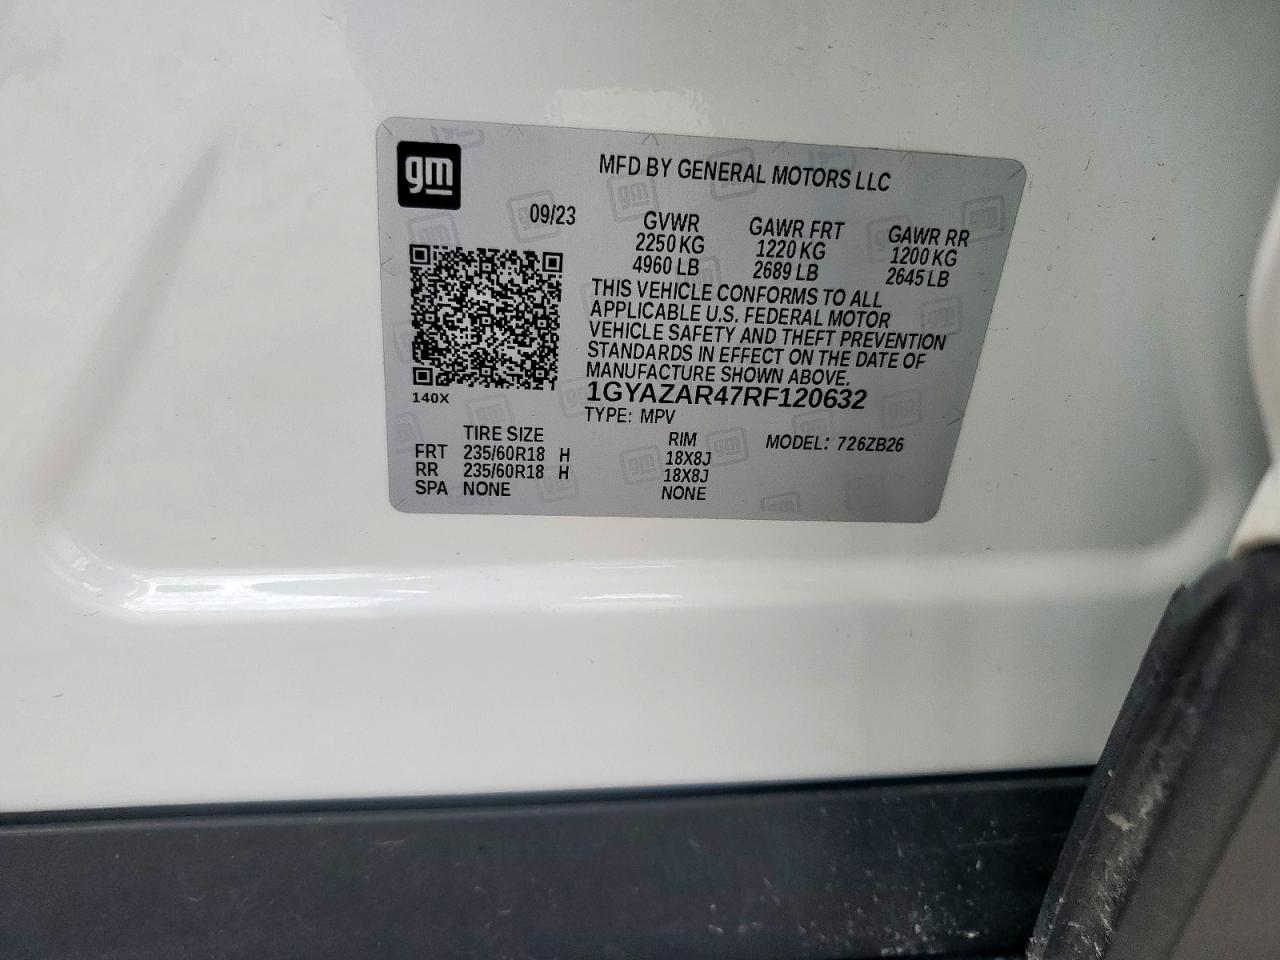 gm
MFD BY GENERAL MOTORS LLC
09/23 GVWR GAWR FRT GAWR RR
2250 KG 1220 KG 1200 KG
4960 LB 2689 LB 2645 LB
THIS VEHICLE CONFORMS TO ALL
APPLICABLE U.S. FEDERAL MOTOR
VEHICLE SAFETY AND THEFT PREVENTION
STANDARDS IN EFFECT ON THE DATE OF
MANUFACTURE SHOWN ABOVE.
1GYAZAR47RF120632
140X
TYPE: MPV
TIRE SIZE RIM MODEL: 726ZB26
FRT 235/60R18 H 18X8J
RR 235/60R18 H 18X8J
SPA NONE NONE